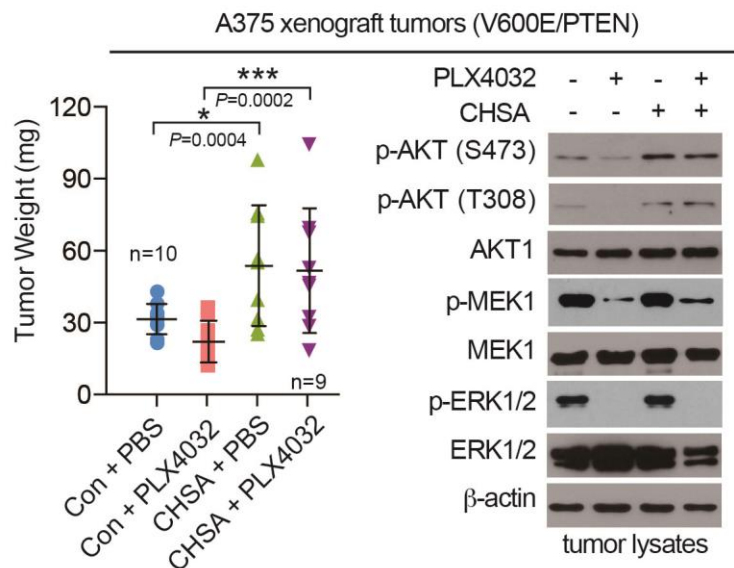 A375 xenograft tumors (V600E/PTEN)
Tumor Weight (mg)
120
90
60
30
0
***
P=0.0002
*
P=0.0004
n=10
n=9
Con + PBS
Con + PLX4032
CHSA + PBS
CHSA + PLX4032
PLX4032 - + - +
CHSA - - + +
p-AKT (S473)
p-AKT (T308)
AKT1
p-MEK1
MEK1
p-ERK1/2
ERK1/2
β-actin
tumor lysates